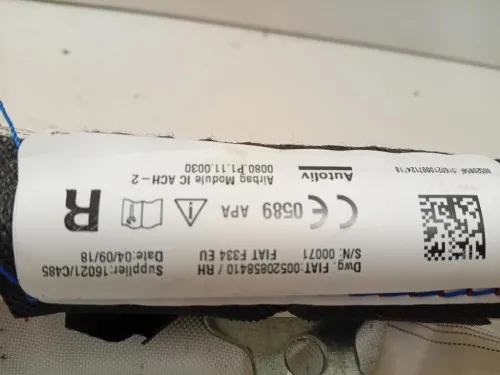 Dwg. FIAT:00520858410 / RH
S/N: 00071 FIAT F334 EU
Supplier:16021/C485
Date:04/09/18
CE 0589 APA
R
Autoliv
Airbag Module IC ACH-2
0080.P1.11.0030